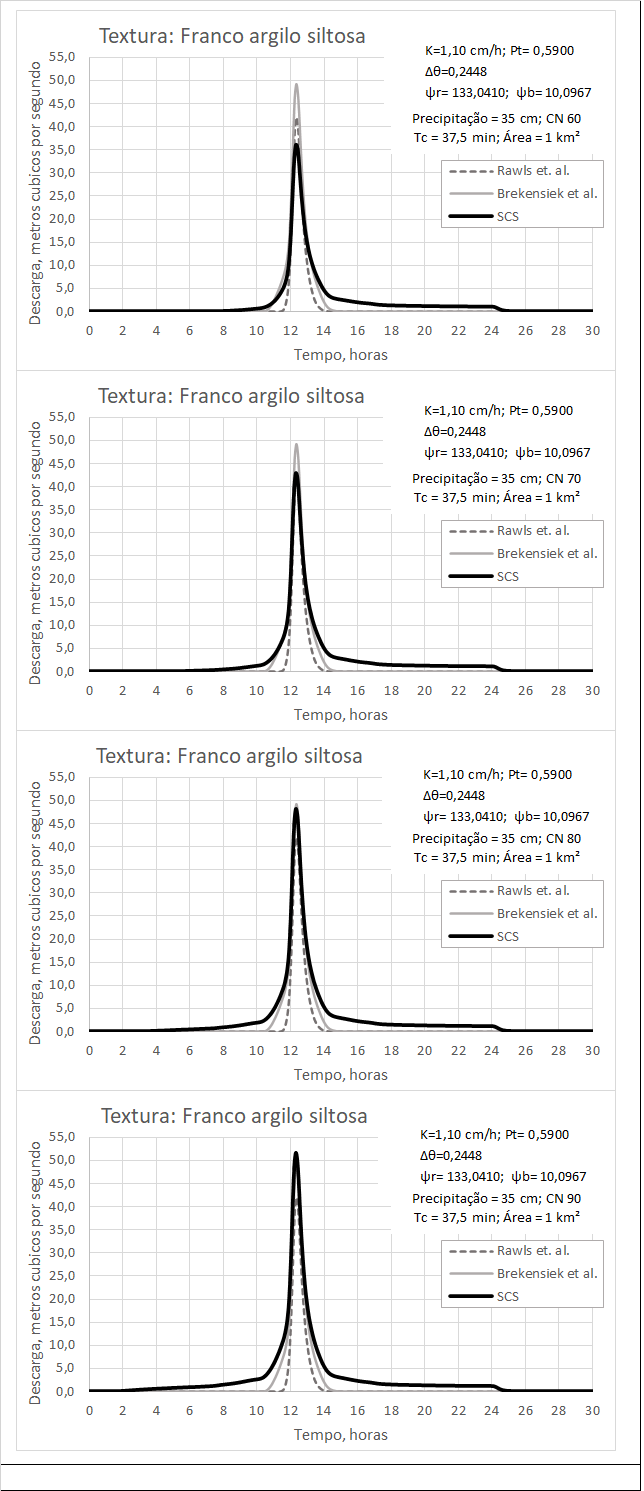 Textura: Franco argilo siltosa
K=1,10 cm/h; Pt= 0,5900
Δθ=0,2448
ψr= 133,0410; ψb= 10,0967
Precipitação = 35 cm; CN 60
Tc = 37,5 min; Área = 1 km²
Rawls et. al.
Brekensiek et al.
SCS
Descarga, metros cubicos por segundo
55,0
50,0
45,0
40,0
35,0
30,0
25,0
20,0
15,0
10,0
5,0
0,0
0 2 4 6 8 10 12 14 16 18 20 22 24 26 28 30
Tempo, horas
Textura: Franco argilo siltosa
K=1,10 cm/h; Pt= 0,5900
Δθ=0,2448
ψr= 133,0410; ψb= 10,0967
Precipitação = 35 cm; CN 70
Tc = 37,5 min; Área = 1 km²
Rawls et. al.
Brekensiek et al.
SCS
Descarga, metros cubicos por segundo
55,0
50,0
45,0
40,0
35,0
30,0
25,0
20,0
15,0
10,0
5,0
0,0
0 2 4 6 8 10 12 14 16 18 20 22 24 26 28 30
Tempo, horas
Textura: Franco argilo siltosa
K=1,10 cm/h; Pt= 0,5900
Δθ=0,2448
ψr= 133,0410; ψb= 10,0967
Precipitação = 35 cm; CN 80
Tc = 37,5 min; Área = 1 km²
Rawls et. al.
Brekensiek et al.
SCS
Descarga, metros cubicos por segundo
55,0
50,0
45,0
40,0
35,0
30,0
25,0
20,0
15,0
10,0
5,0
0,0
0 2 4 6 8 10 12 14 16 18 20 22 24 26 28 30
Tempo, horas
Textura: Franco argilo siltosa
K=1,10 cm/h; Pt= 0,5900
Δθ=0,2448
ψr= 133,0410; ψb= 10,0967
Precipitação = 35 cm; CN 90
Tc = 37,5 min; Área = 1 km²
Rawls et. al.
Brekensiek et al.
SCS
Descarga, metros cubicos por segundo
55,0
50,0
45,0
40,0
35,0
30,0
25,0
20,0
15,0
10,0
5,0
0,0
0 2 4 6 8 10 12 14 16 18 20 22 24 26 28 30
Tempo, horas